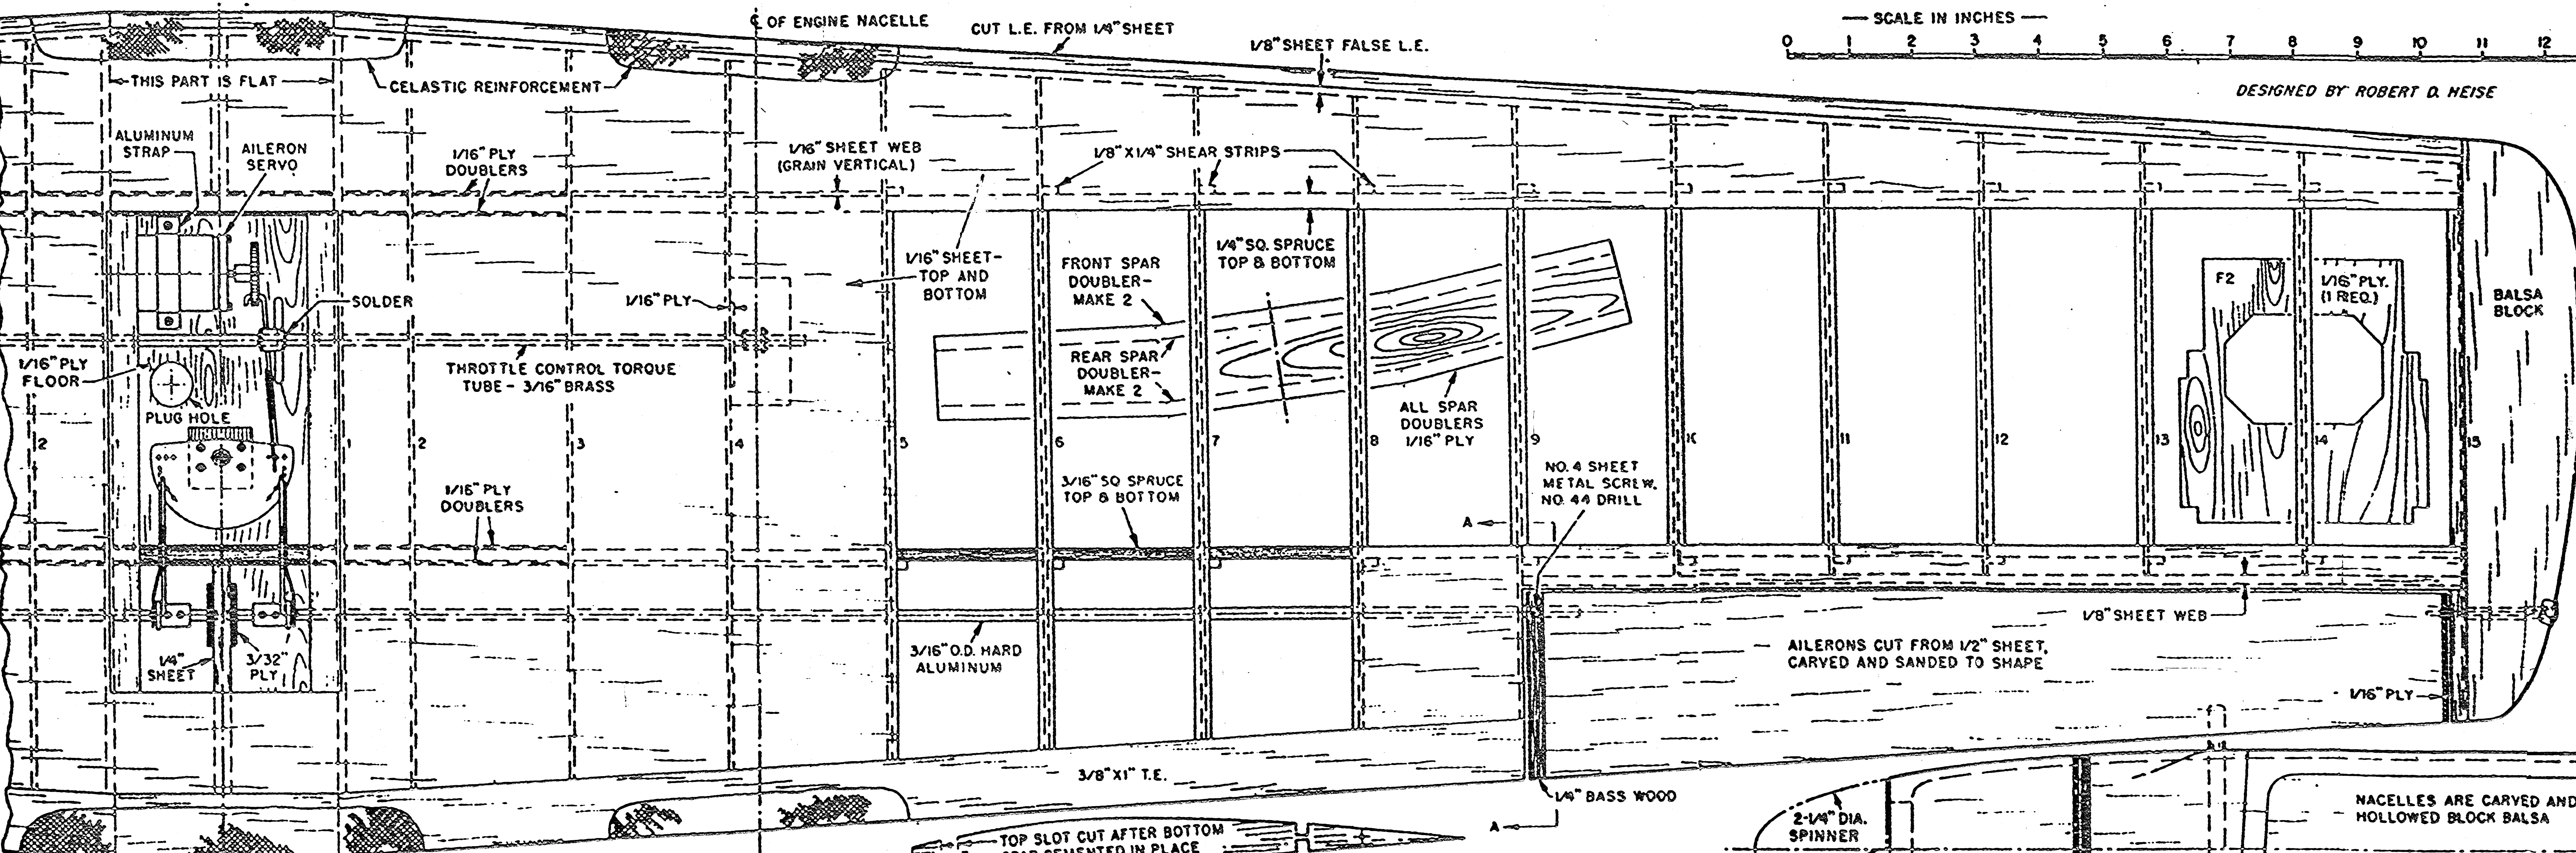 ℄ OF ENGINE NACELLE
CUT L.E. FROM 1/4" SHEET
1/8" SHEET FALSE L.E.
SCALE IN INCHES
0 1 2 3 4 5 6 7 8 9 10 11 12
DESIGNED BY ROBERT D. HEISE
THIS PART IS FLAT
CELASTIC REINFORCEMENT
ALUMINUM
STRAP
AILERON
SERVO
1/16" PLY
DOUBLERS
1/16" SHEET WEB
(GRAIN VERTICAL)
1/8" X 1/4" SHEAR STRIPS
1/16" SHEET-
TOP AND
BOTTOM
FRONT SPAR
DOUBLER-
MAKE 2
1/4" SQ. SPRUCE
TOP & BOTTOM
F2
1/16" PLY.
(1 REQ.)
BALSA
BLOCK
SOLDER
1/16" PLY
1/16" PLY
FLOOR
THROTTLE CONTROL TORQUE
TUBE - 3/16" BRASS
REAR SPAR
DOUBLER-
MAKE 2
PLUG HOLE
ALL SPAR
DOUBLERS
1/16" PLY
2 1 1 2 3 4 5 6 7 8 9 10 11 12 13 14 15
1/16" PLY
DOUBLERS
3/16" SQ SPRUCE
TOP & BOTTOM
NO. 4 SHEET
METAL SCREW.
NO. 44 DRILL
A
1/8" SHEET WEB
1/4"
SHEET
3/32"
PLY
3/16" O.D. HARD
ALUMINUM
AILERONS CUT FROM 1/2" SHEET,
CARVED AND SANDED TO SHAPE
1/16" PLY
3/8" X 1" T.E.
1/4" BASS WOOD
A
2-1/4" DIA.
SPINNER
NACELLES ARE CARVED AND
HOLLOWED BLOCK BALSA
TOP SLOT CUT AFTER BOTTOM
SPAR CEMENTED IN PLACE